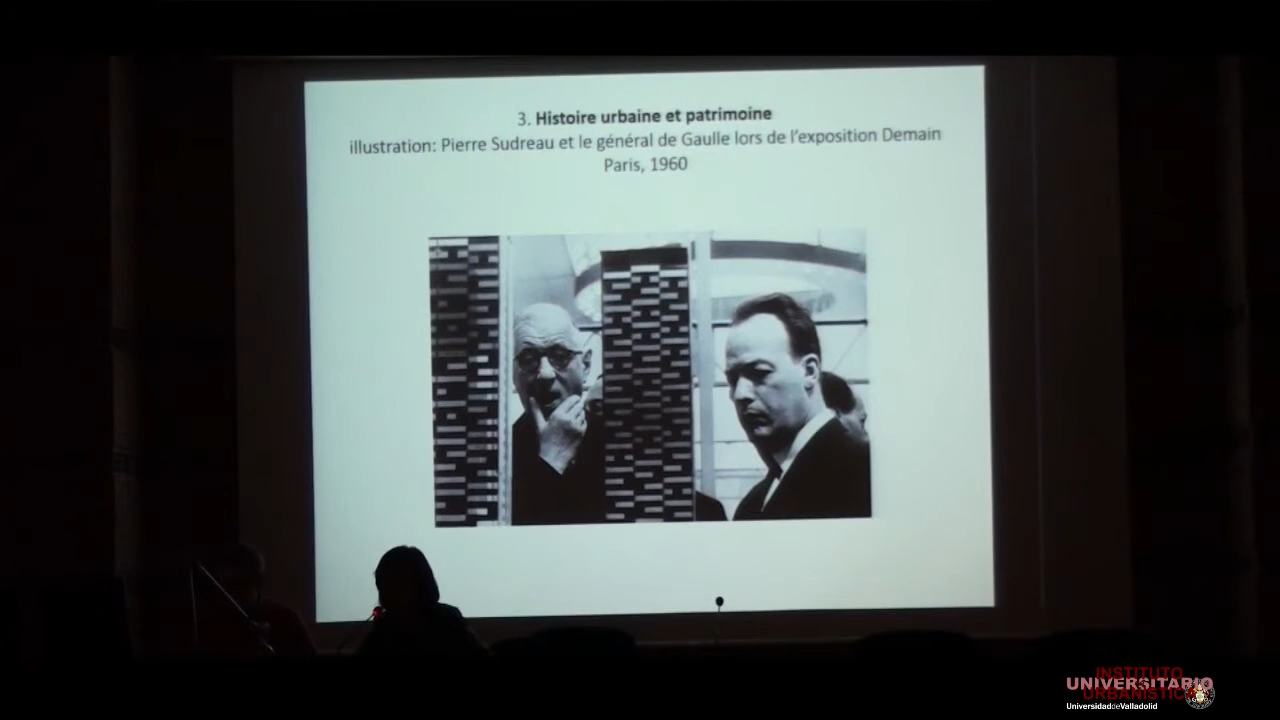 3. Histoire urbaine et patrimoine
illustration: Pierre Sudreau et le général de Gaulle lors de l'exposition Demain
Paris, 1960
INSTITUTO
UNIVERSITARIO
UniversidaddeValladolid